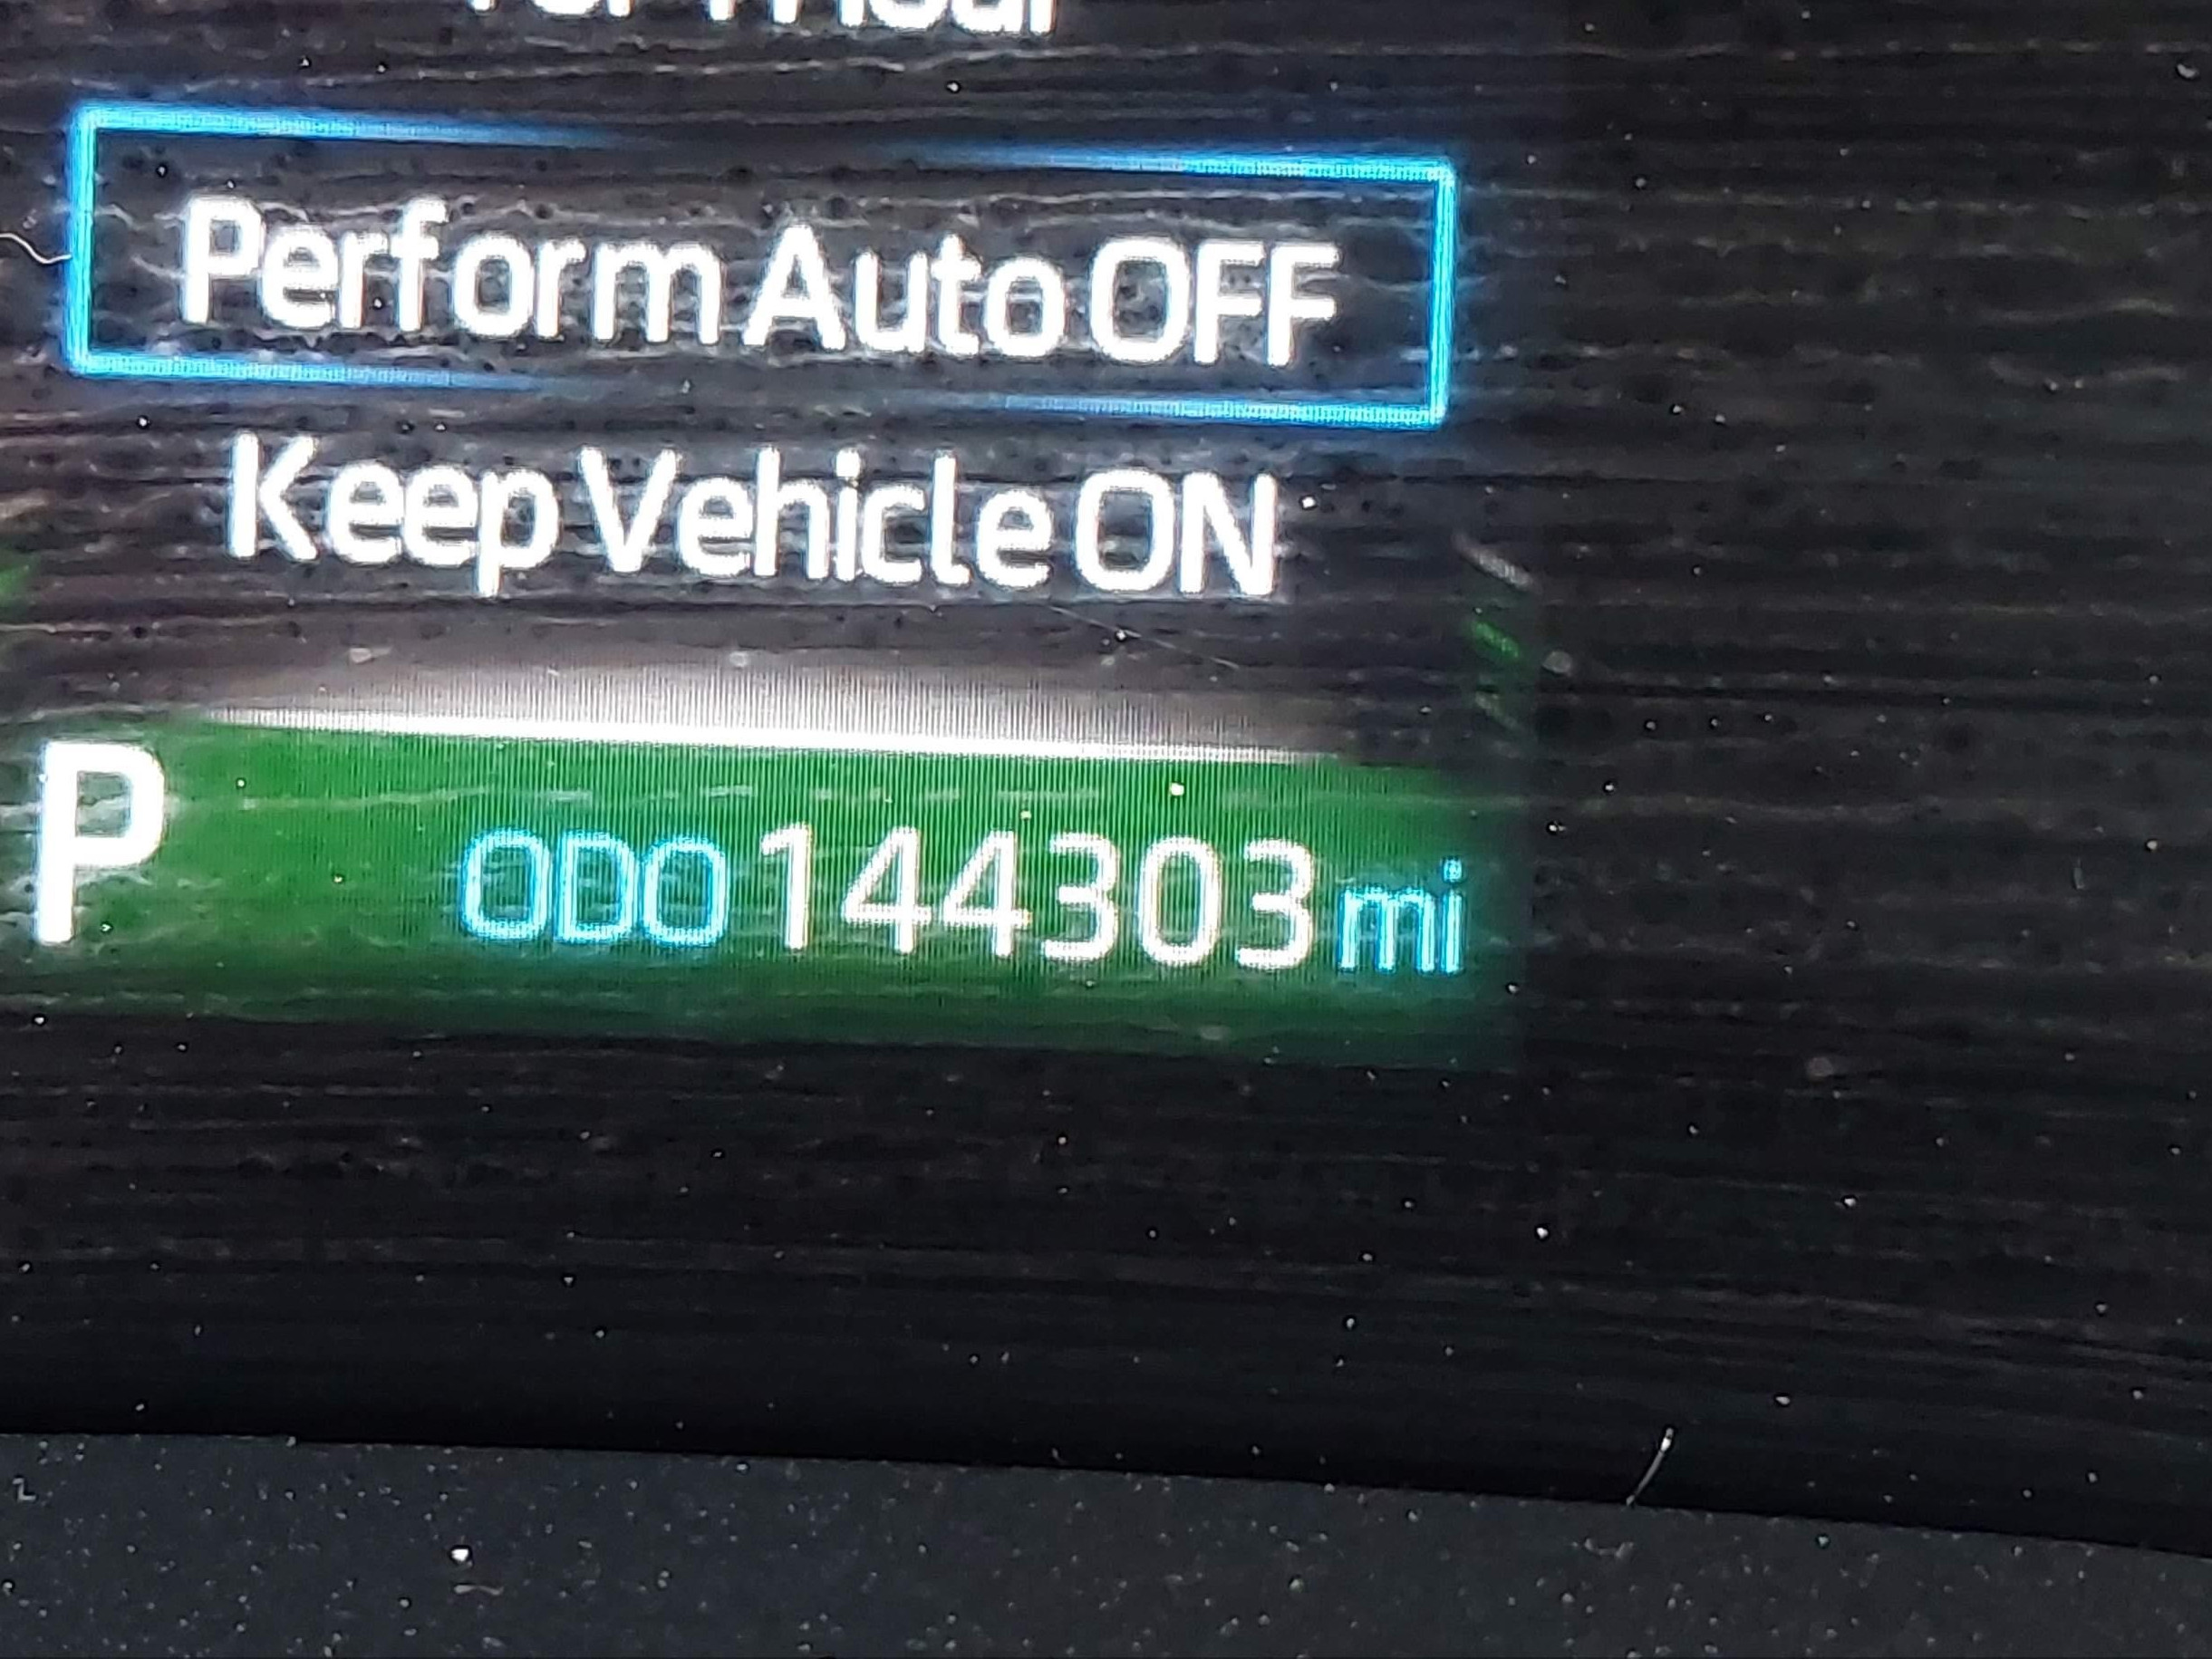 Perform Auto OFF
Keep Vehicle ON
P ODO 144303 mi